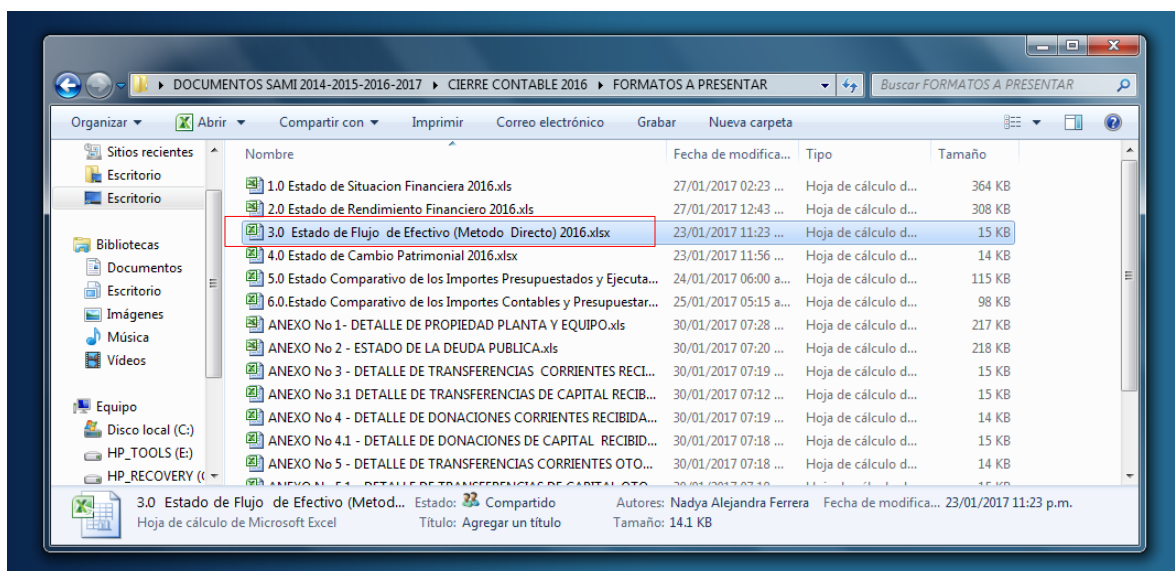 DOCUMENTOS SAMI 2014-2015-2016-2017 CIERRE CONTABLE 2016 FORMATOS A PRESENTAR Buscar FORMATOS A PRESENTAR
Organizar Abrir Compartir con Imprimir Correo electrónico Grabar Nueva carpeta
Sitios recientes
Escritorio
Escritorio
Bibliotecas
Documentos
Escritorio
Imágenes
Música
Vídeos
Equipo
Disco local (C:)
HP_TOOLS (E:)
HP_RECOVERY
Nombre Fecha de modifica... Tipo Tamaño
1.0 Estado de Situacion Financiera 2016.xls 27/01/2017 02:23 ... Hoja de cálculo d... 364 KB
2.0 Estado de Rendimiento Financiero 2016.xls 27/01/2017 12:43 ... Hoja de cálculo d... 308 KB
3.0 Estado de Flujo de Efectivo (Metodo Directo) 2016.xlsx 23/01/2017 11:23 ... Hoja de cálculo d... 15 KB
4.0 Estado de Cambio Patrimonial 2016.xlsx 23/01/2017 11:56 ... Hoja de cálculo d... 14 KB
5.0 Estado Comparativo de los Importes Presupuestados y Ejecuta... 24/01/2017 06:00 a... Hoja de cálculo d... 115 KB
6.0.Estado Comparativo de los Importes Contables y Presupuestar... 25/01/2017 05:15 a... Hoja de cálculo d... 98 KB
ANEXO No 1- DETALLE DE PROPIEDAD PLANTA Y EQUIPO.xls 30/01/2017 07:28 ... Hoja de cálculo d... 217 KB
ANEXO No 2 - ESTADO DE LA DEUDA PUBLICA.xls 30/01/2017 07:20 ... Hoja de cálculo d... 218 KB
ANEXO No 3 - DETALLE DE TRANSFERENCIAS CORRIENTES RECI... 30/01/2017 07:19 ... Hoja de cálculo d... 15 KB
ANEXO No 3.1 DETALLE DE TRANSFERENCIAS DE CAPITAL RECIB... 30/01/2017 07:12 ... Hoja de cálculo d... 15 KB
ANEXO No 4 - DETALLE DE DONACIONES CORRIENTES RECIBIDA... 30/01/2017 07:19 ... Hoja de cálculo d... 14 KB
ANEXO No 4.1 - DETALLE DE DONACIONES DE CAPITAL RECIBID... 30/01/2017 07:18 ... Hoja de cálculo d... 15 KB
ANEXO No 5 - DETALLE DE TRANSFERENCIAS CORRIENTES OTO... 30/01/2017 07:18 ... Hoja de cálculo d... 14 KB
3.0 Estado de Flujo de Efectivo (Metod... Estado: Compartido Autores: Nadya Alejandra Ferrera Fecha de modifica... 23/01/2017 11:23 p.m.
Hoja de cálculo de Microsoft Excel Título: Agregar un título Tamaño: 14.1 KB